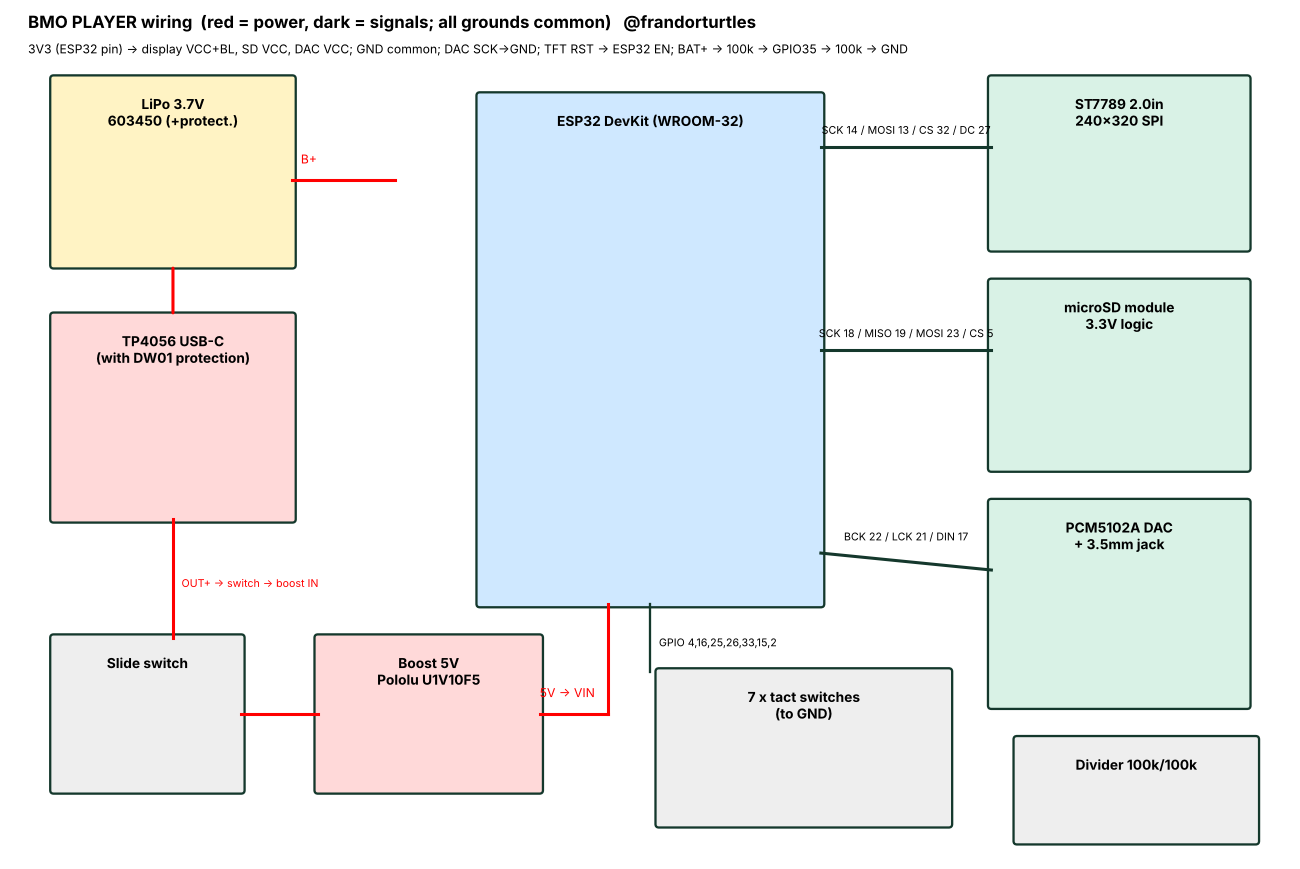 BMO PLAYER wiring (red = power, dark = signals; all grounds common) @frandorturtles
3V3 (ESP32 pin) → display VCC+BL, SD VCC, DAC VCC; GND common; DAC SCK→GND; TFT RST → ESP32 EN; BAT+ → 100k → GPIO35 → 100k → GND
LiPo 3.7V
603450 (+protect.)
B+
ESP32 DevKit (WROOM-32)
SCK 14 / MOSI 13 / CS 32 / DC 27
ST7789 2.0in
240×320 SPI
TP4056 USB-C
(with DW01 protection)
SCK 18 / MISO 19 / MOSI 23 / CS 5
microSD module
3.3V logic
BCK 22 / LCK 21 / DIN 17
PCM5102A DAC
+ 3.5mm jack
OUT+ → switch → boost IN
Slide switch
Boost 5V
Pololu U1V10F5
5V → VIN
GPIO 4,16,25,26,33,15,2
7 x tact switches
(to GND)
Divider 100k/100k